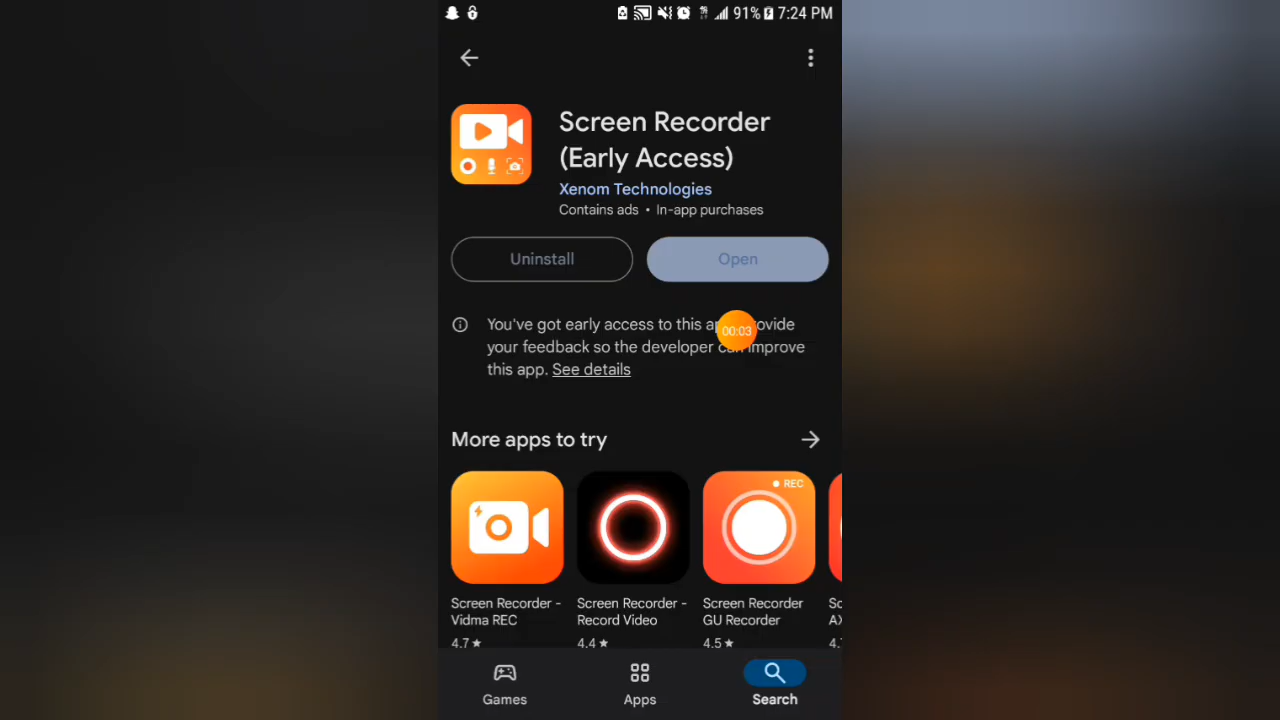 91% 7:24 PM
Screen Recorder
(Early Access)
Xenom Technologies
Contains ads • In-app purchases
Uninstall
Open
You've got early access to this
00:03
your feedback so the developer can improve
this app. See details
More apps to try
REC
Screen Recorder -
Vidma REC
4.7★
Screen Recorder -
Record Video
4.4★
Screen Recorder
GU Recorder
4.5★
Games
Apps
Search